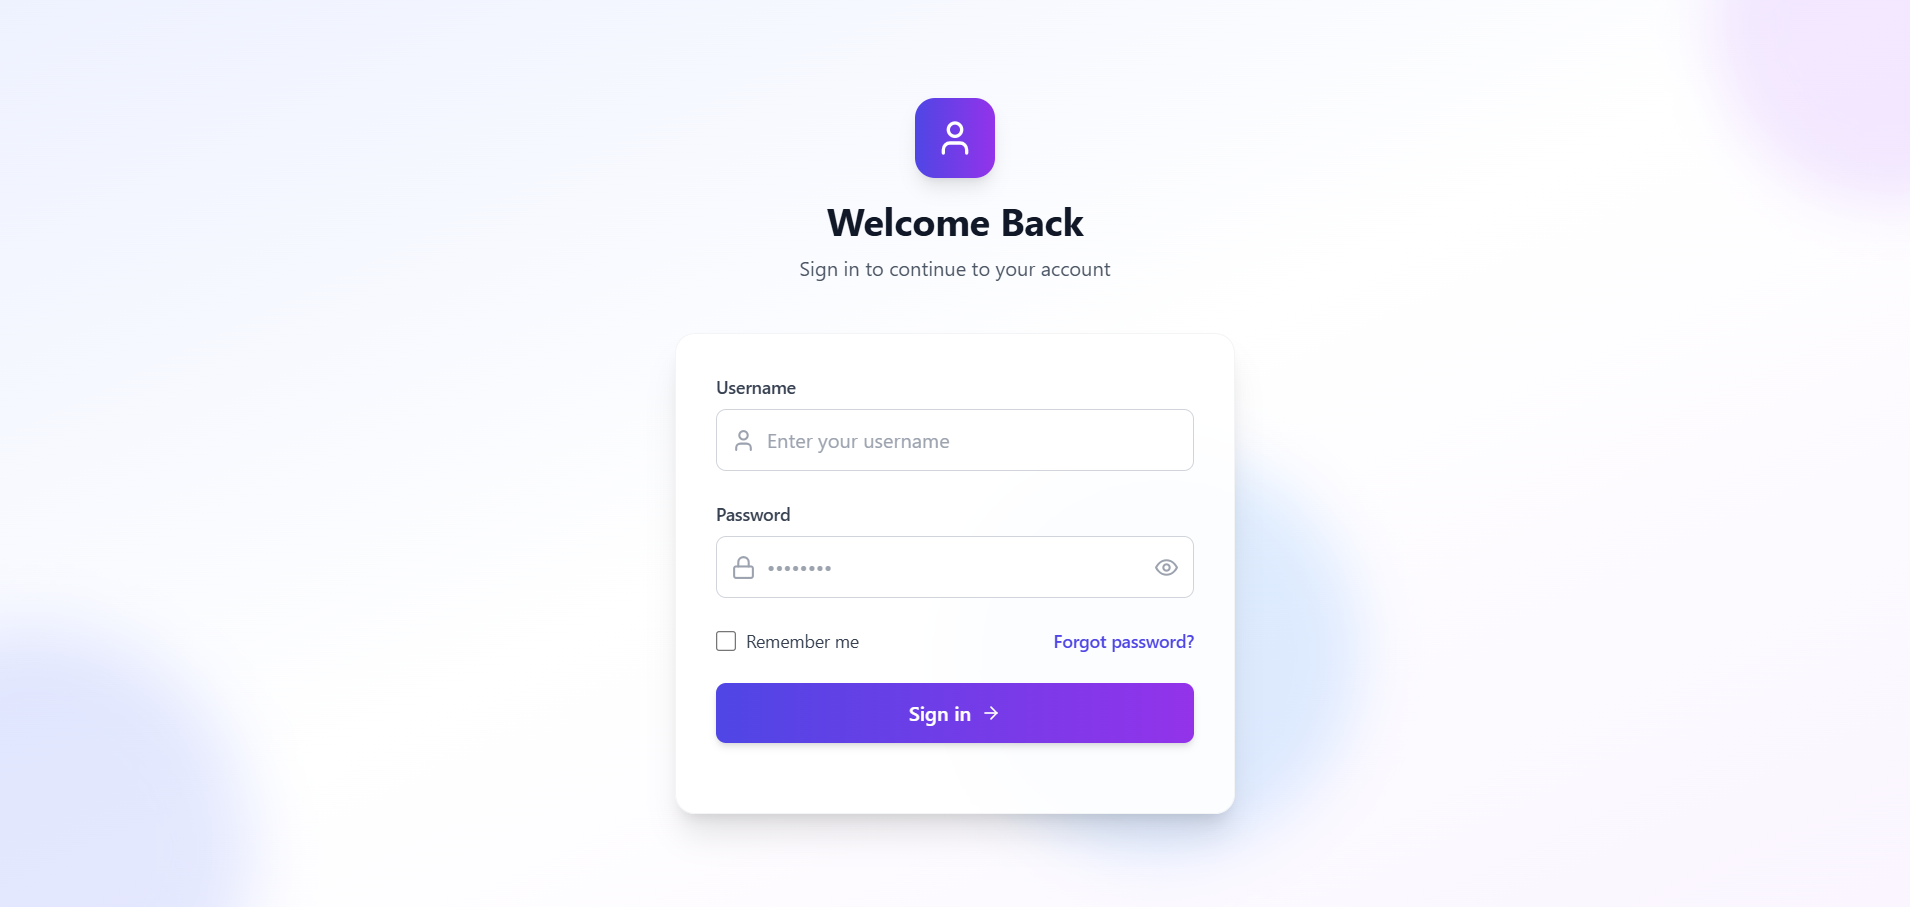 Welcome Back
Sign in to continue to your account
Username
Enter your username
Password
••••••••
Remember me
Forgot password?
Sign in →